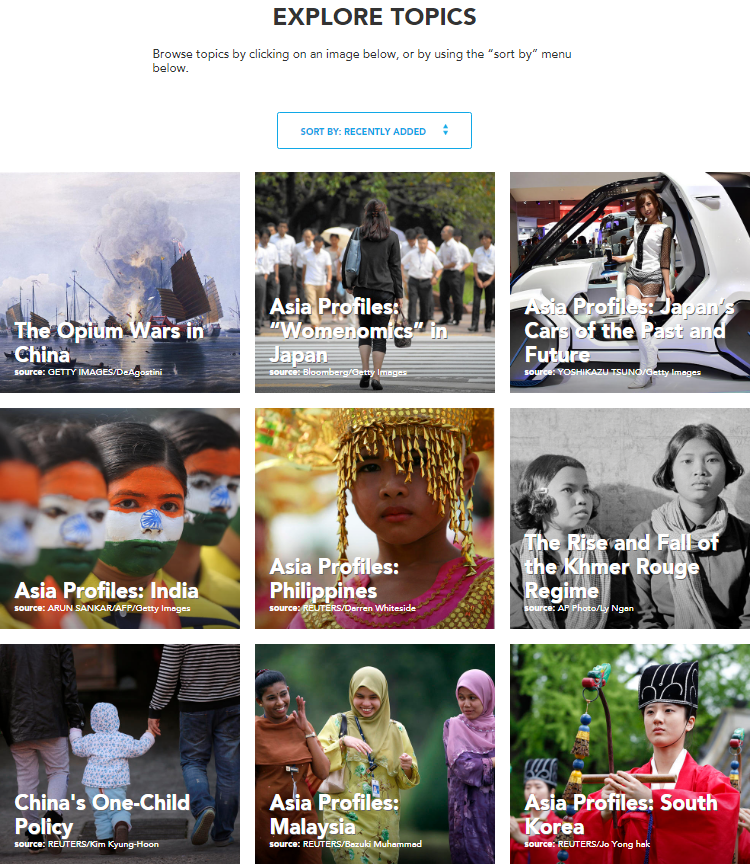 EXPLORE TOPICS
Browse topics by clicking on an image below, or by using the “sort by” menu
below.
SORT BY: RECENTLY ADDED
The Opium Wars in
China
source: GETTY IMAGES/DeAgostini
Asia Profiles:
“Womenomics” in
Japan
source: Bloomberg/Getty Images
Asia Profiles: Japan’s
Cars of the Past and
Future
source: YOSHIKAZU TSUNO/Getty Images
Asia Profiles: India
source: ARUN SANKAR/AFP/Getty Images
Asia Profiles:
Philippines
source: REUTERS/Darren Whiteside
The Rise and Fall of
the Khmer Rouge
Regime
source: AP Photo/Ly Ngan
China's One-Child
Policy
source: REUTERS/Kim Kyung-Hoon
Asia Profiles:
Malaysia
source: REUTERS/Bazuki Muhammad
Asia Profiles: South
Korea
source: REUTERS/Jo Yong hak